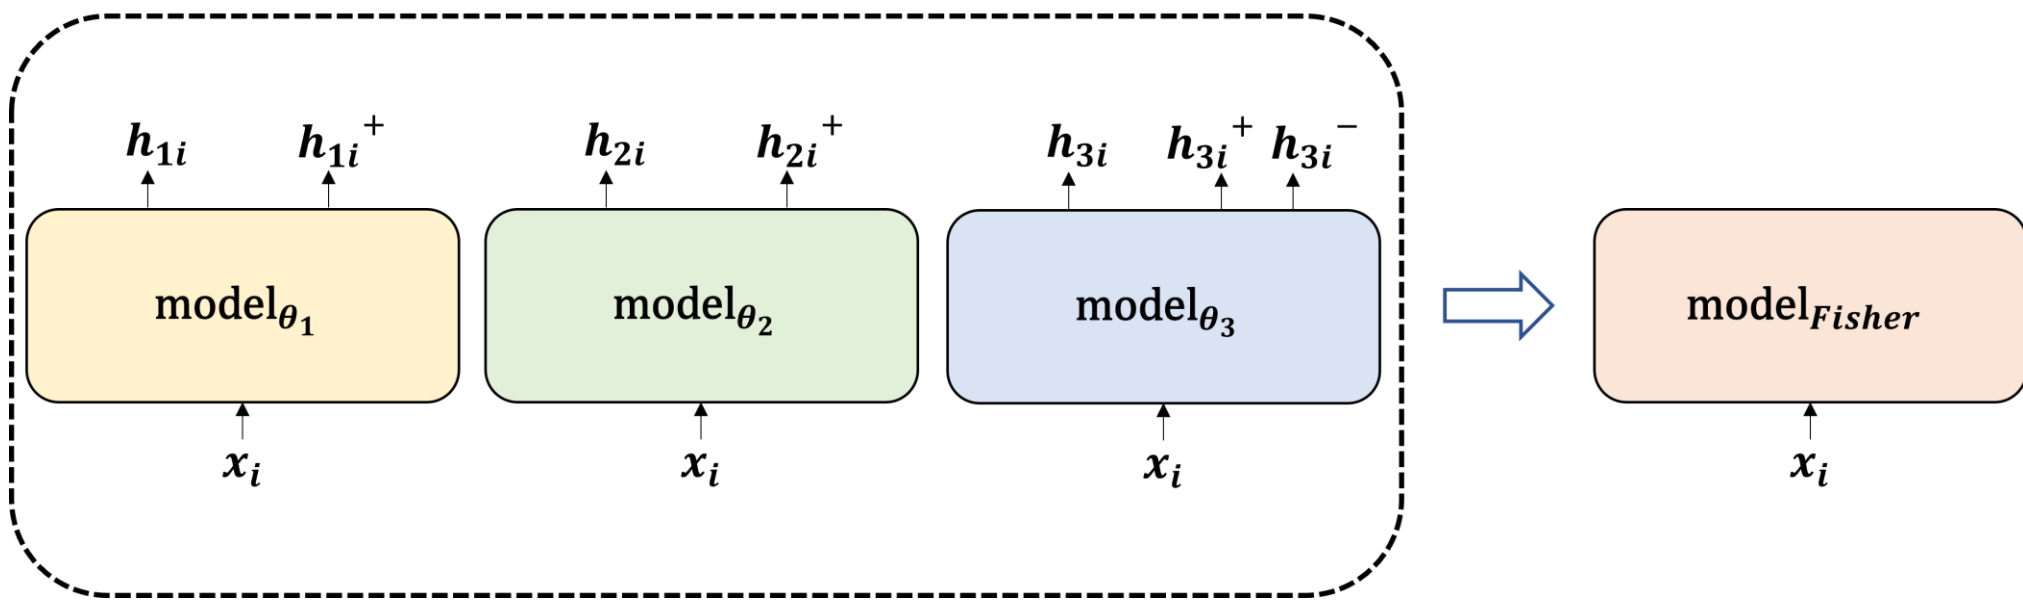 h1i h1i+ h2i h2i+ h3i h3i+ h3i−
modelθ1 modelθ2 modelθ3 modelFisher
xi xi xi xi